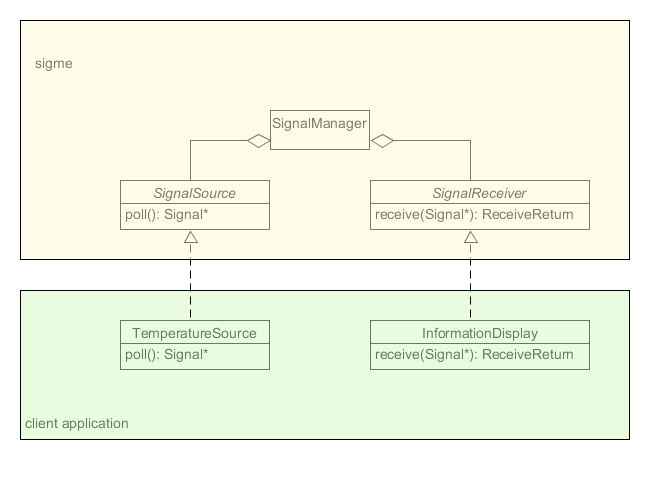 sigme
SignalManager
SignalSource
poll(): Signal*
SignalReceiver
receive(Signal*): ReceiveReturn
TemperatureSource
poll(): Signal*
InformationDisplay
receive(Signal*): ReceiveReturn
client application